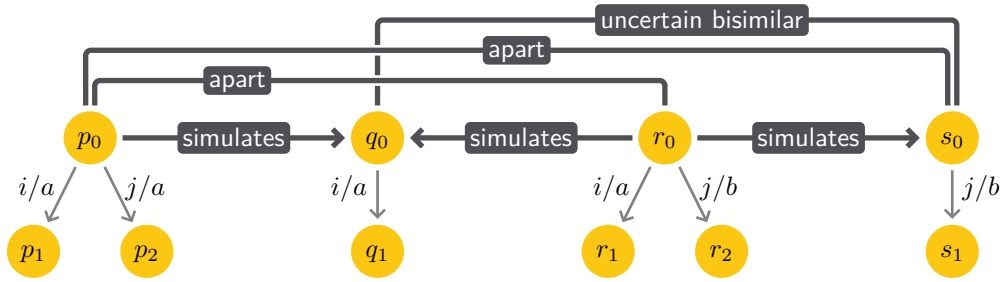 uncertain bisimilar
apart
apart
p₀ simulates q₀ simulates r₀ simulates s₀
i/a j/a i/a i/a j/b j/b
p₁ p₂ q₁ r₁ r₂ s₁